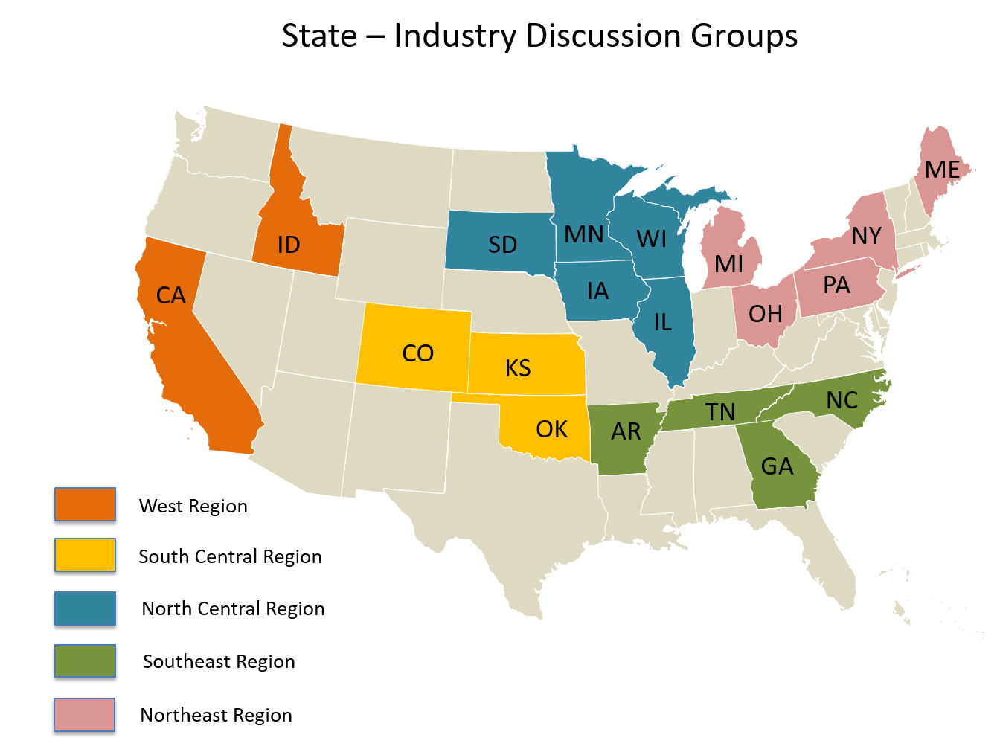 State – Industry Discussion Groups
ME
ID
SD
MN
WI
NY
MI
CA
IA
PA
IL
OH
CO
KS
NC
TN
OK
AR
GA
West Region
South Central Region
North Central Region
Southeast Region
Northeast Region